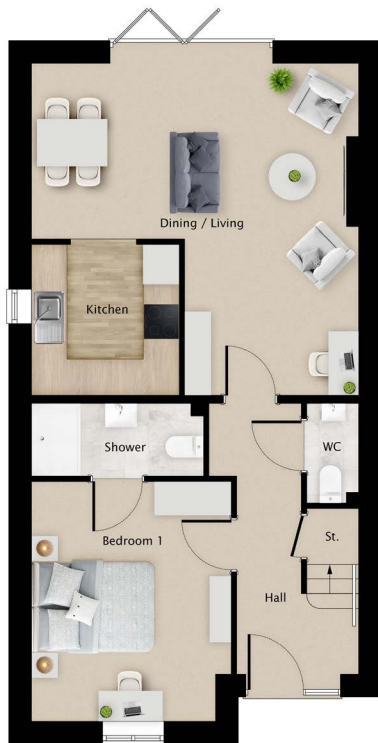 Dining / Living
Kitchen
Shower
WC
Bedroom 1
St.
Hall